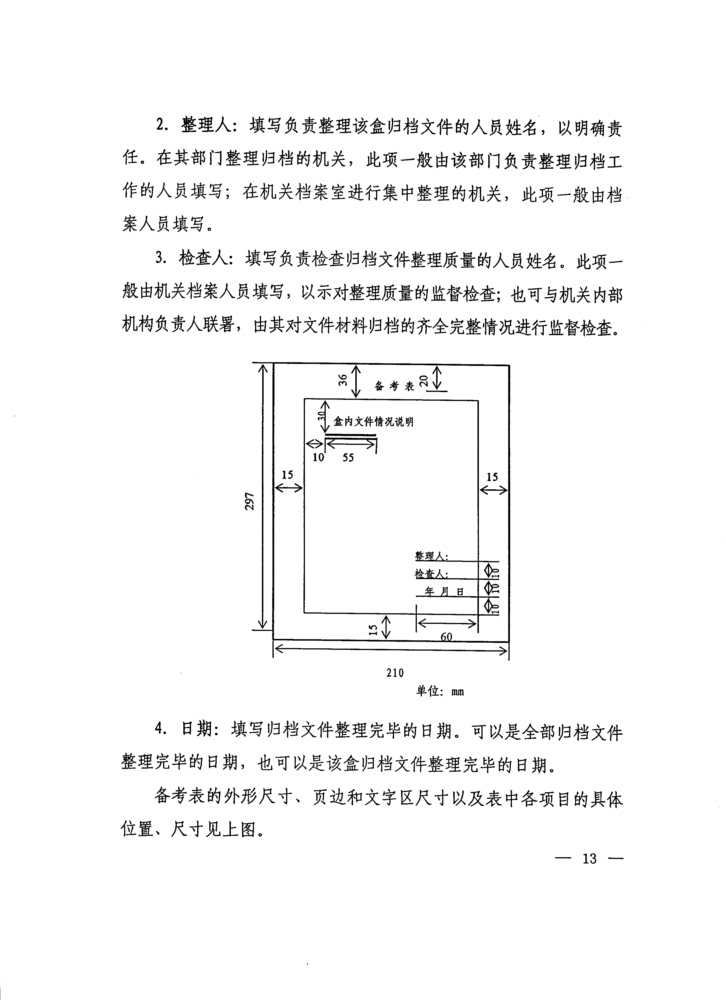 2. 整理人：填写负责整理该盒归档文件的人员姓名，以明确责
任。在其部门整理归档的机关，此项一般由该部门负责整理归档工
作的人员填写；在机关档案室进行集中整理的机关，此项一般由档
案人员填写。
3. 检查人：填写负责检查归档文件整理质量的人员姓名。此项一
般由机关档案人员填写，以示对整理质量的监督检查；也可与机关内部
机构负责人联署，由其对文件材料归档的齐全完整情况进行监督检查。
36
备 考 表
20
30
盒内文件情况说明
10
55
15
15
297
整理人：
10
检查人：
10
年 月 日
10
15
60
210
单位：mm
4. 日期：填写归档文件整理完毕的日期。可以是全部归档文件
整理完毕的日期，也可以是该盒归档文件整理完毕的日期。
备考表的外形尺寸、页边和文字区尺寸以及表中各项目的具体
位置、尺寸见上图。
— 13 —